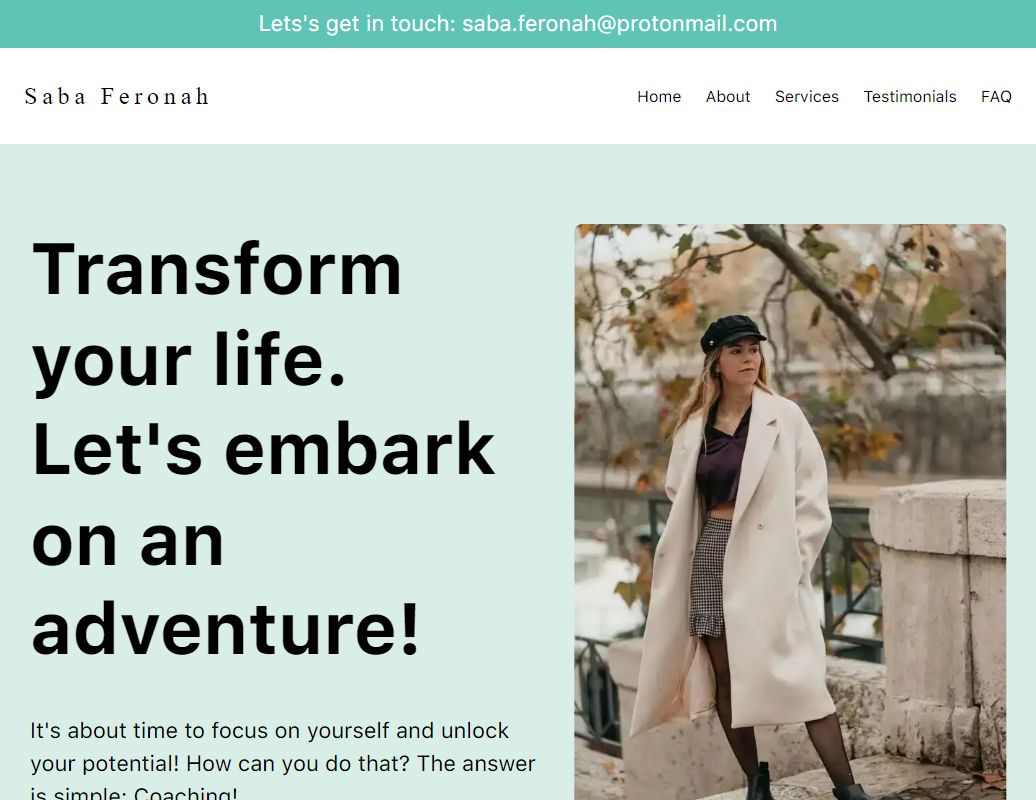 Lets's get in touch: saba.feronah@protonmail.com
Saba Feronah
Home About Services Testimonials FAQ
Transform
your life.
Let's embark
on an
adventure!
It's about time to focus on yourself and unlock
your potential! How can you do that? The answer
is simple: Coaching!